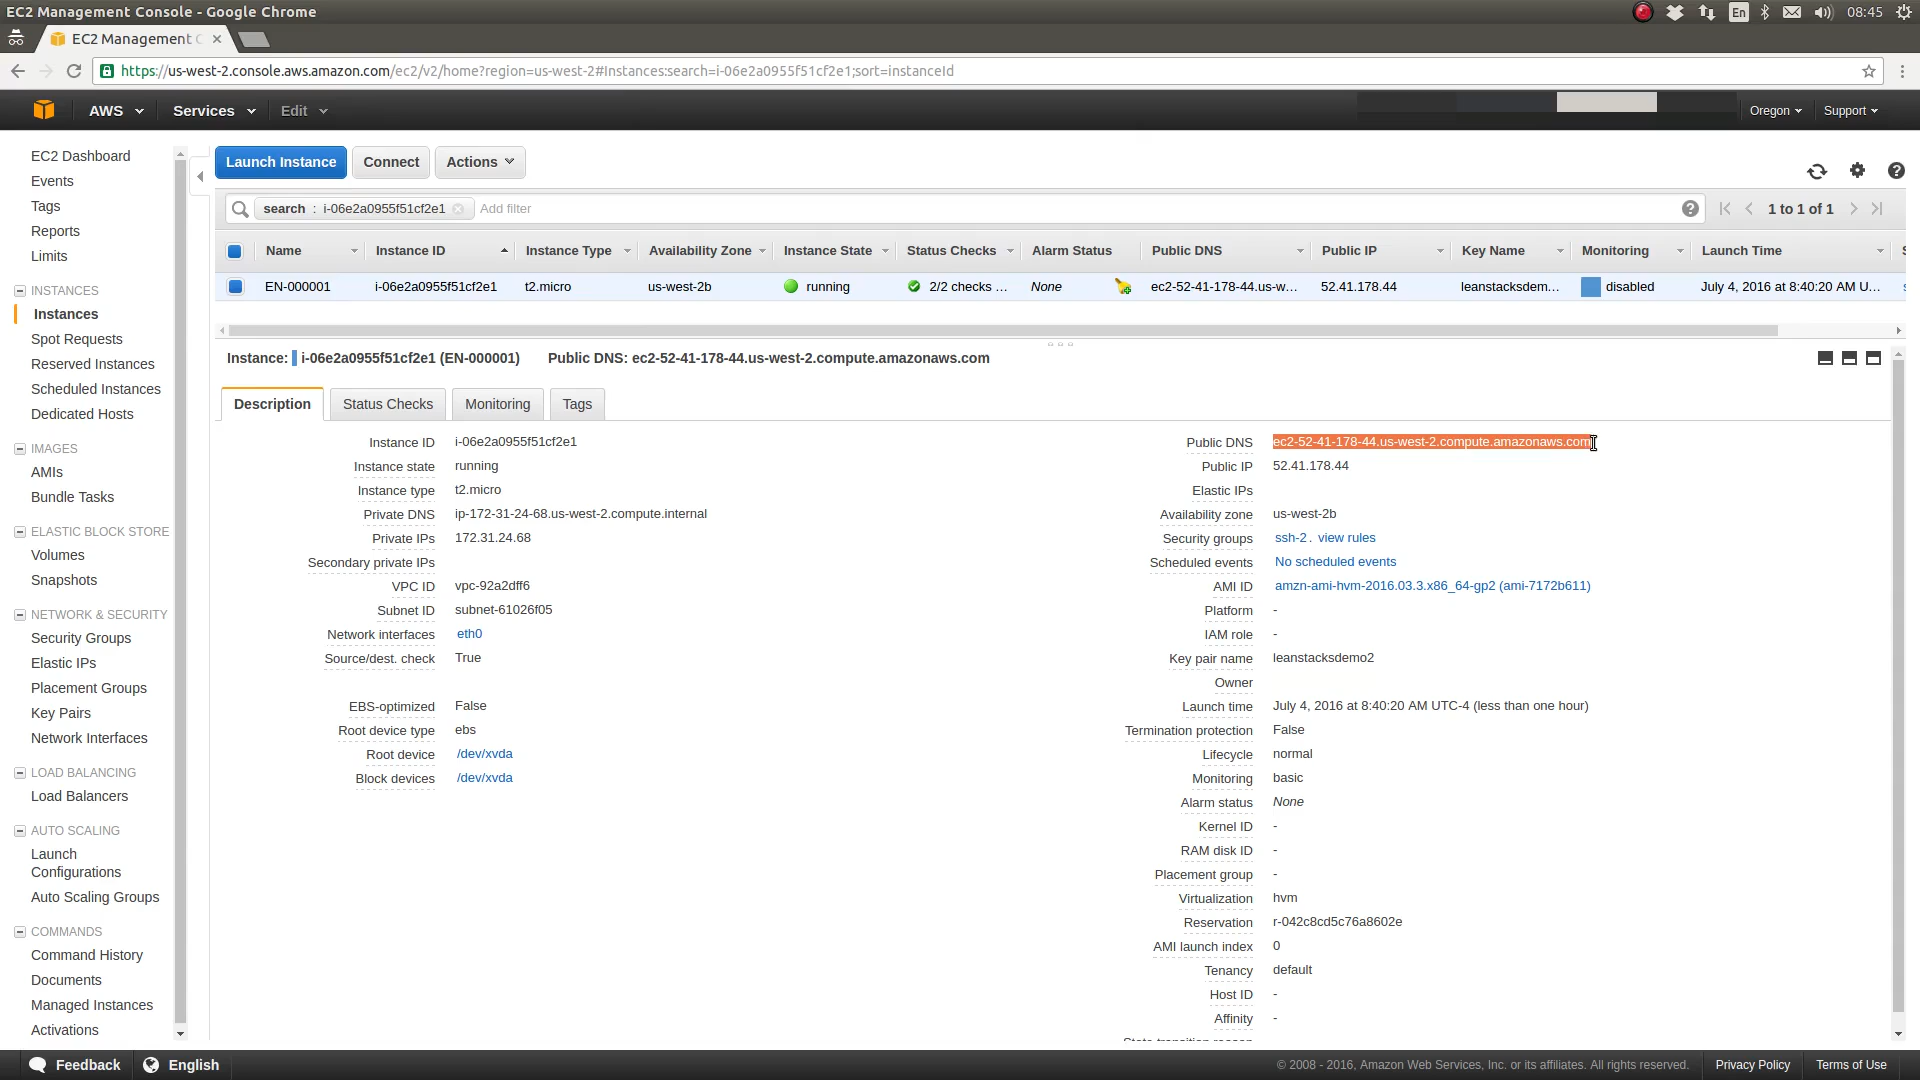 EC2 Management Console - Google Chrome
En
08:45
EC2 Management C
https://us-west-2.console.aws.amazon.com/ec2/v2/home?region=us-west-2#Instances:search=i-06e2a0955f51cf2e1;sort=instanceId
AWS Services Edit Oregon Support
EC2 Dashboard
Events
Tags
Reports
Limits
INSTANCES
Instances
Spot Requests
Reserved Instances
Scheduled Instances
Dedicated Hosts
IMAGES
AMIs
Bundle Tasks
ELASTIC BLOCK STORE
Volumes
Snapshots
NETWORK & SECURITY
Security Groups
Elastic IPs
Placement Groups
Key Pairs
Network Interfaces
LOAD BALANCING
Load Balancers
AUTO SCALING
Launch
Configurations
Auto Scaling Groups
COMMANDS
Command History
Documents
Managed Instances
Activations
Launch Instance Connect Actions
search : i-06e2a0955f51cf2e1 Add filter 1 to 1 of 1
Name Instance ID Instance Type Availability Zone Instance State Status Checks Alarm Status Public DNS Public IP Key Name Monitoring Launch Time
EN-000001 i-06e2a0955f51cf2e1 t2.micro us-west-2b running 2/2 checks ... None ec2-52-41-178-44.us-w... 52.41.178.44 leanstacksdem... disabled July 4, 2016 at 8:40:20 AM U...
Instance: i-06e2a0955f51cf2e1 (EN-000001) Public DNS: ec2-52-41-178-44.us-west-2.compute.amazonaws.com
Description Status Checks Monitoring Tags
Instance ID i-06e2a0955f51cf2e1
Instance state running
Instance type t2.micro
Private DNS ip-172-31-24-68.us-west-2.compute.internal
Private IPs 172.31.24.68
Secondary private IPs
VPC ID vpc-92a2dff6
Subnet ID subnet-61026f05
Network interfaces eth0
Source/dest. check True
EBS-optimized False
Root device type ebs
Root device /dev/xvda
Block devices /dev/xvda
Public DNS ec2-52-41-178-44.us-west-2.compute.amazonaws.com
Public IP 52.41.178.44
Elastic IPs
Availability zone us-west-2b
Security groups ssh-2. view rules
Scheduled events No scheduled events
AMI ID amzn-ami-hvm-2016.03.3.x86_64-gp2 (ami-7172b611)
Platform -
IAM role -
Key pair name leanstacksdemo2
Owner
Launch time July 4, 2016 at 8:40:20 AM UTC-4 (less than one hour)
Termination protection False
Lifecycle normal
Monitoring basic
Alarm status None
Kernel ID -
RAM disk ID -
Placement group -
Virtualization hvm
Reservation r-042c8cd5c76a8602e
AMI launch index 0
Tenancy default
Host ID -
Affinity -
Feedback English © 2008 - 2016, Amazon Web Services, Inc. or its affiliates. All rights reserved. Privacy Policy Terms of Use